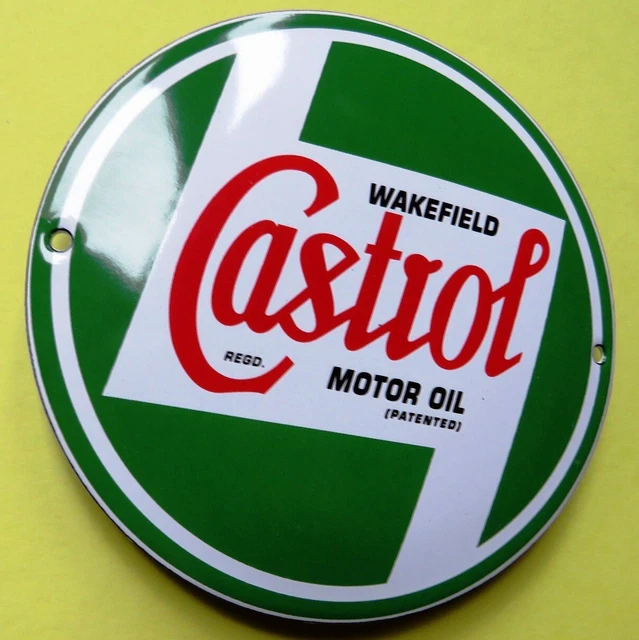 WAKEFIELD
Castrol
REGD.
MOTOR OIL
(PATENTED)